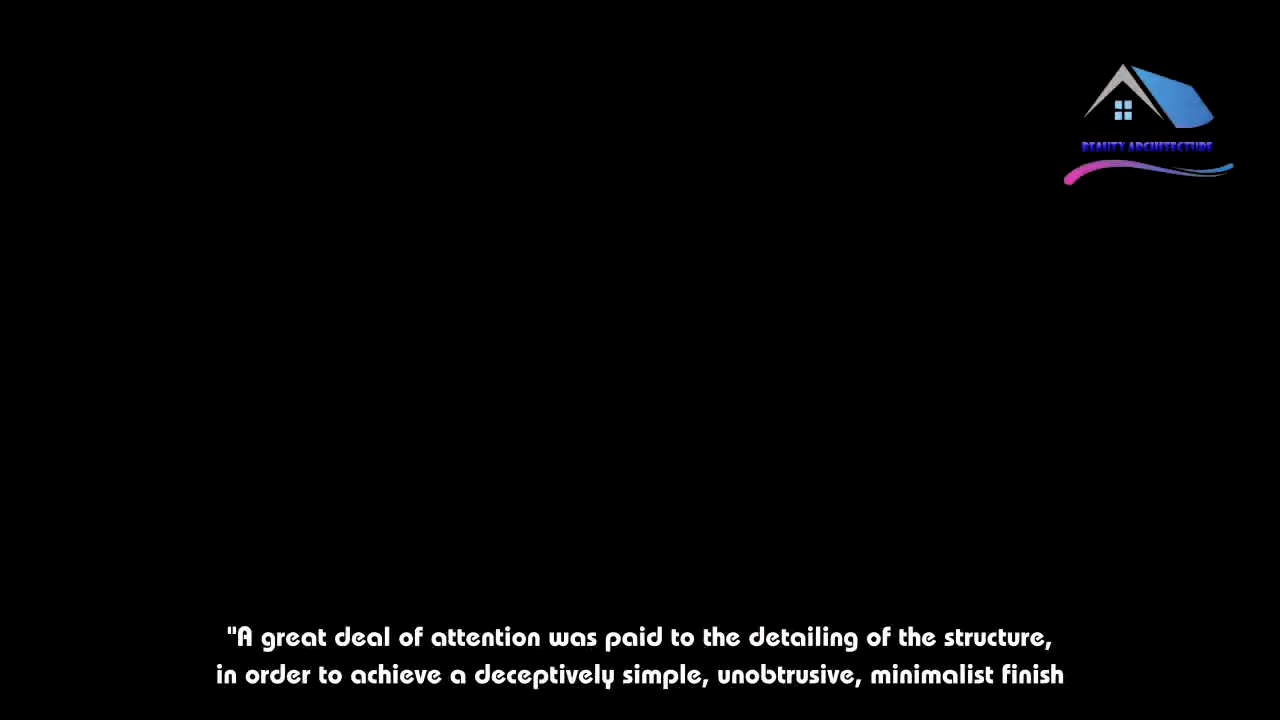 BEAUTY ARCHITECTURE
"A great deal of attention was paid to the detailing of the structure,
in order to achieve a deceptively simple, unobtrusive, minimalist finish